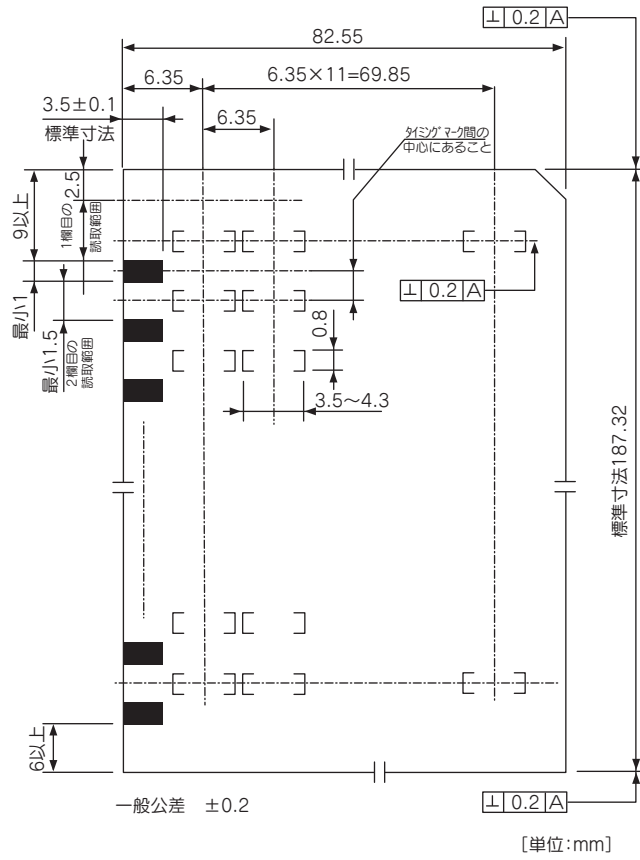 ⊥ 0.2 A
82.55
6.35
6.35×11=69.85
3.5±0.1
標準寸法
6.35
タイミングマーク間の
中心にあること
2.5
9以上
1欄目の
読取範囲
⊥ 0.2 A
最小1
最小1.5
2欄目の
読取範囲
0.8
3.5～4.3
標準寸法187.32
6以上
一般公差 ±0.2
⊥ 0.2 A
[単位:mm]